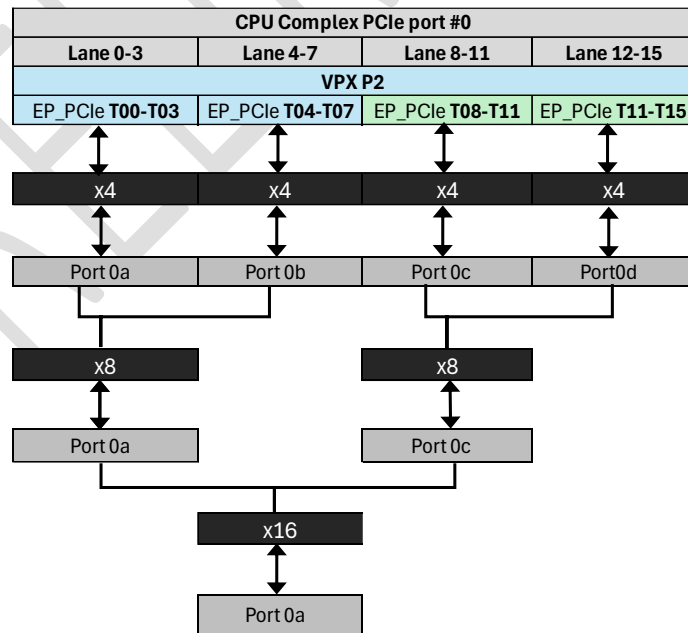 CPU Complex PCIe port #0
Lane 0-3 Lane 4-7 Lane 8-11 Lane 12-15
VPX P2
EP_PCIe T00-T03 EP_PCIe T04-T07 EP_PCIe T08-T11 EP_PCIe T11-T15
x4 x4 x4 x4
Port 0a Port 0b Port 0c Port0d
x8 x8
Port 0a Port 0c
x16
Port 0a